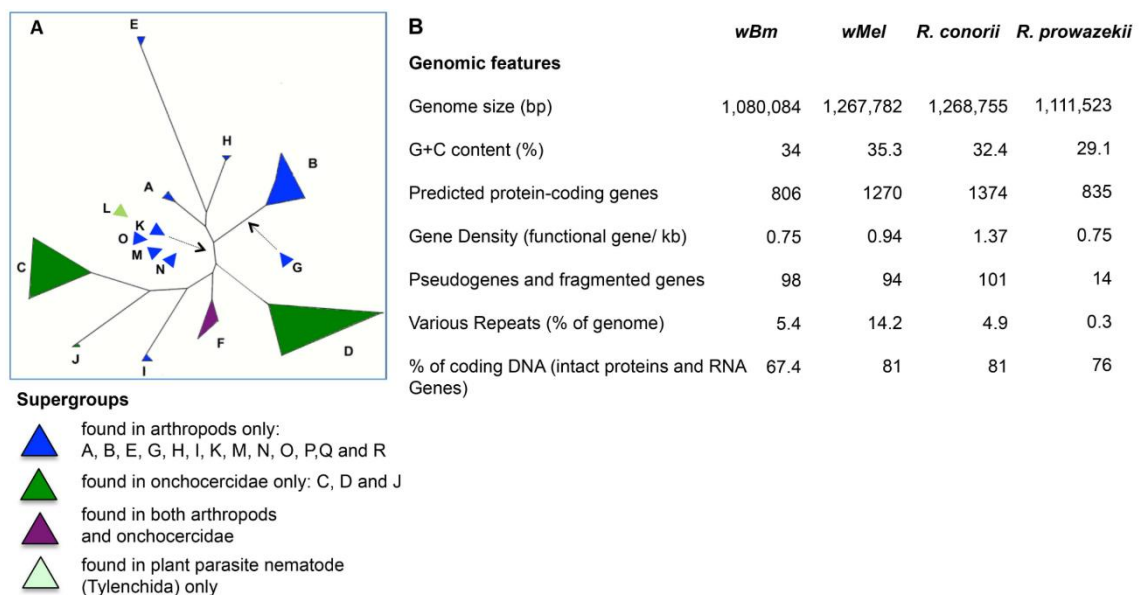 A
E
H
B
A
L
K
O
M
N
G
C
F
D
J
I
Supergroups
found in arthropods only:
A, B, E, G, H, I, K, M, N, O, P,Q and R
found in onchocercidae only: C, D and J
found in both arthropods
and onchocercidae
found in plant parasite nematode
(Tylenchida) only
B wBm wMel R. conorii R. prowazekii
Genomic features
Genome size (bp) 1,080,084 1,267,782 1,268,755 1,111,523
G+C content (%) 34 35.3 32.4 29.1
Predicted protein-coding genes 806 1270 1374 835
Gene Density (functional gene/ kb) 0.75 0.94 1.37 0.75
Pseudogenes and fragmented genes 98 94 101 14
Various Repeats (% of genome) 5.4 14.2 4.9 0.3
% of coding DNA (intact proteins and RNA 67.4 81 81 76
Genes)